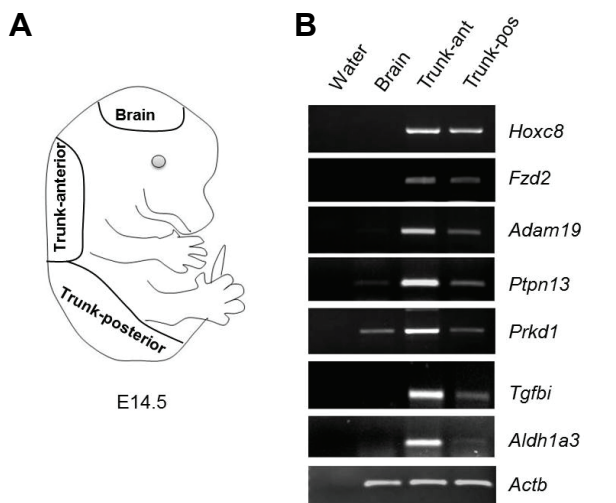 A
Brain
Trunk-anterior
Trunk-posterior
E14.5
B
Water
Brain
Trunk-ant
Trunk-pos
Hoxc8
Fzd2
Adam19
Ptpn13
Prkd1
Tgfbi
Aldh1a3
Actb